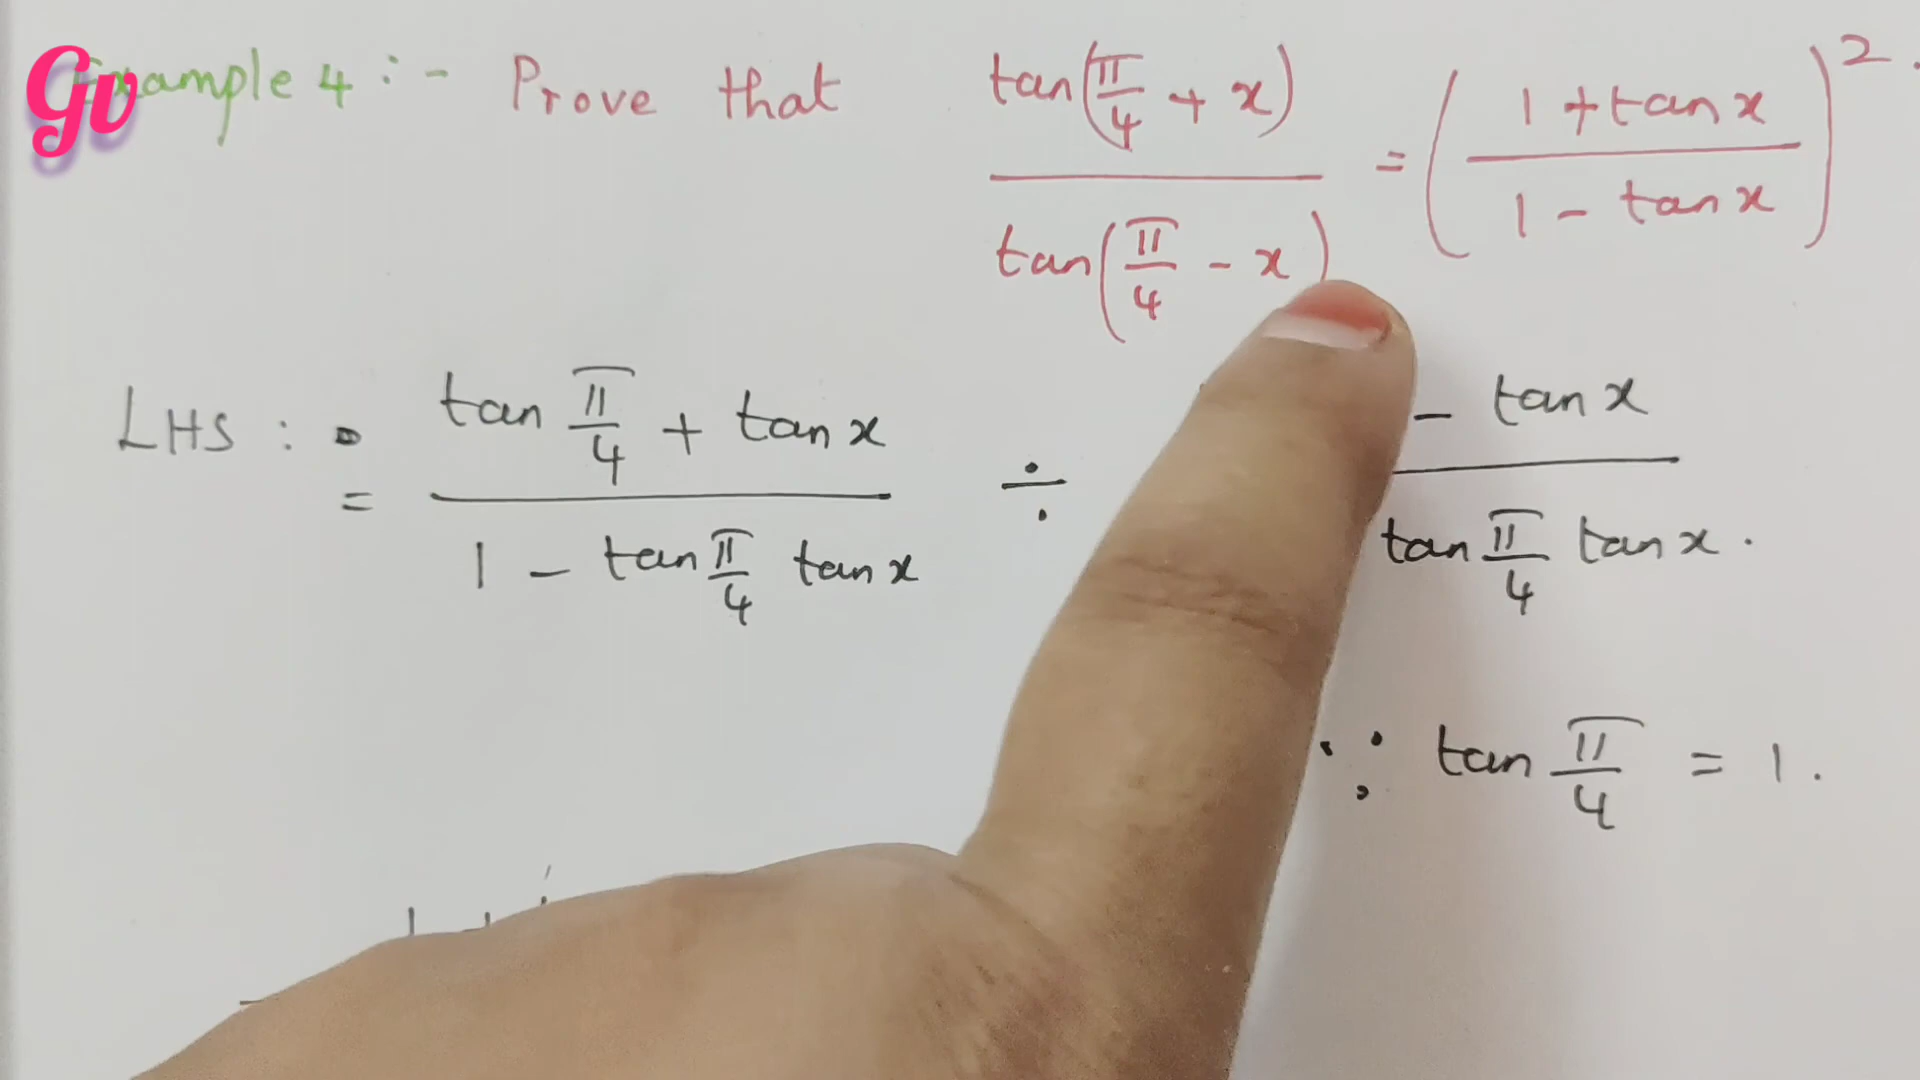 Gv
Example 4 :- Prove that tan(π/4 + x) / tan(π/4 - x) = ((1 + tan x) / (1 - tan x))^2.
LHS : = (tan π/4 + tan x) / (1 - tan π/4 tan x) ÷ - tan x / tan π/4 tan x.
∵ tan π/4 = 1.